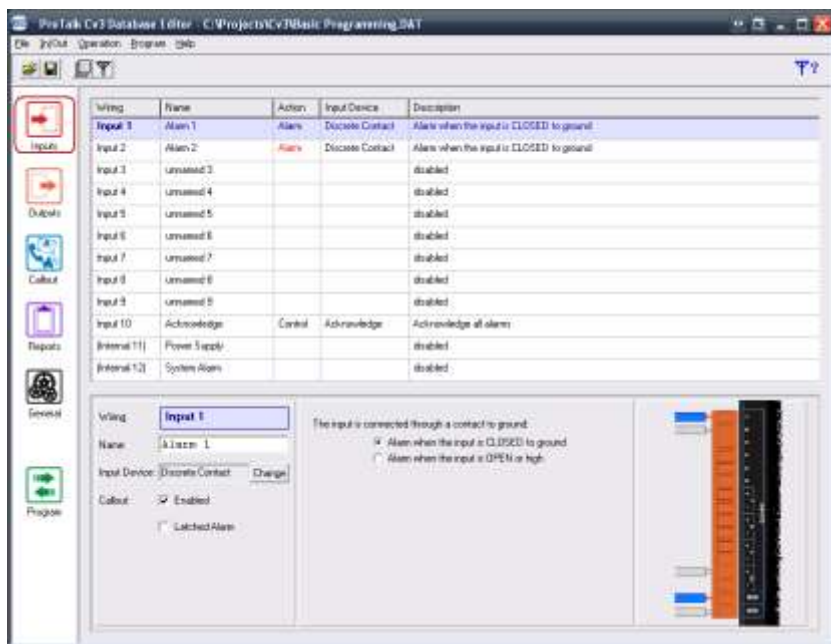 ProTalk Cv3 Database Editor - C:\Projects\Cv3\Basic Programming.DAT
File In/Out Operation Program Help
Wiring Name Action Input Device Description
Input 1 Alarm 1 Alarm Discrete Contact Alarm when the input is CLOSED to ground
Input 2 Alarm 2 Alarm Discrete Contact Alarm when the input is CLOSED to ground
Input 3 unnamed 3 disabled
Input 4 unnamed 4 disabled
Input 5 unnamed 5 disabled
Input 6 unnamed 6 disabled
Input 7 unnamed 7 disabled
Input 8 unnamed 8 disabled
Input 9 unnamed 9 disabled
Input 10 Acknowledge Control Acknowledge Acknowledge all alarms
(Internal 11) Power Supply disabled
(Internal 12) System Alarm disabled
Inputs
Outputs
Callout
Reports
General
Program
Wiring Input 1
Name Alarm 1
Input Device: Discrete Contact Change
Callout Enabled
Latched Alarm
The input is connected through a contact to ground:
Alarm when the input is CLOSED to ground
Alarm when the input is OPEN or high